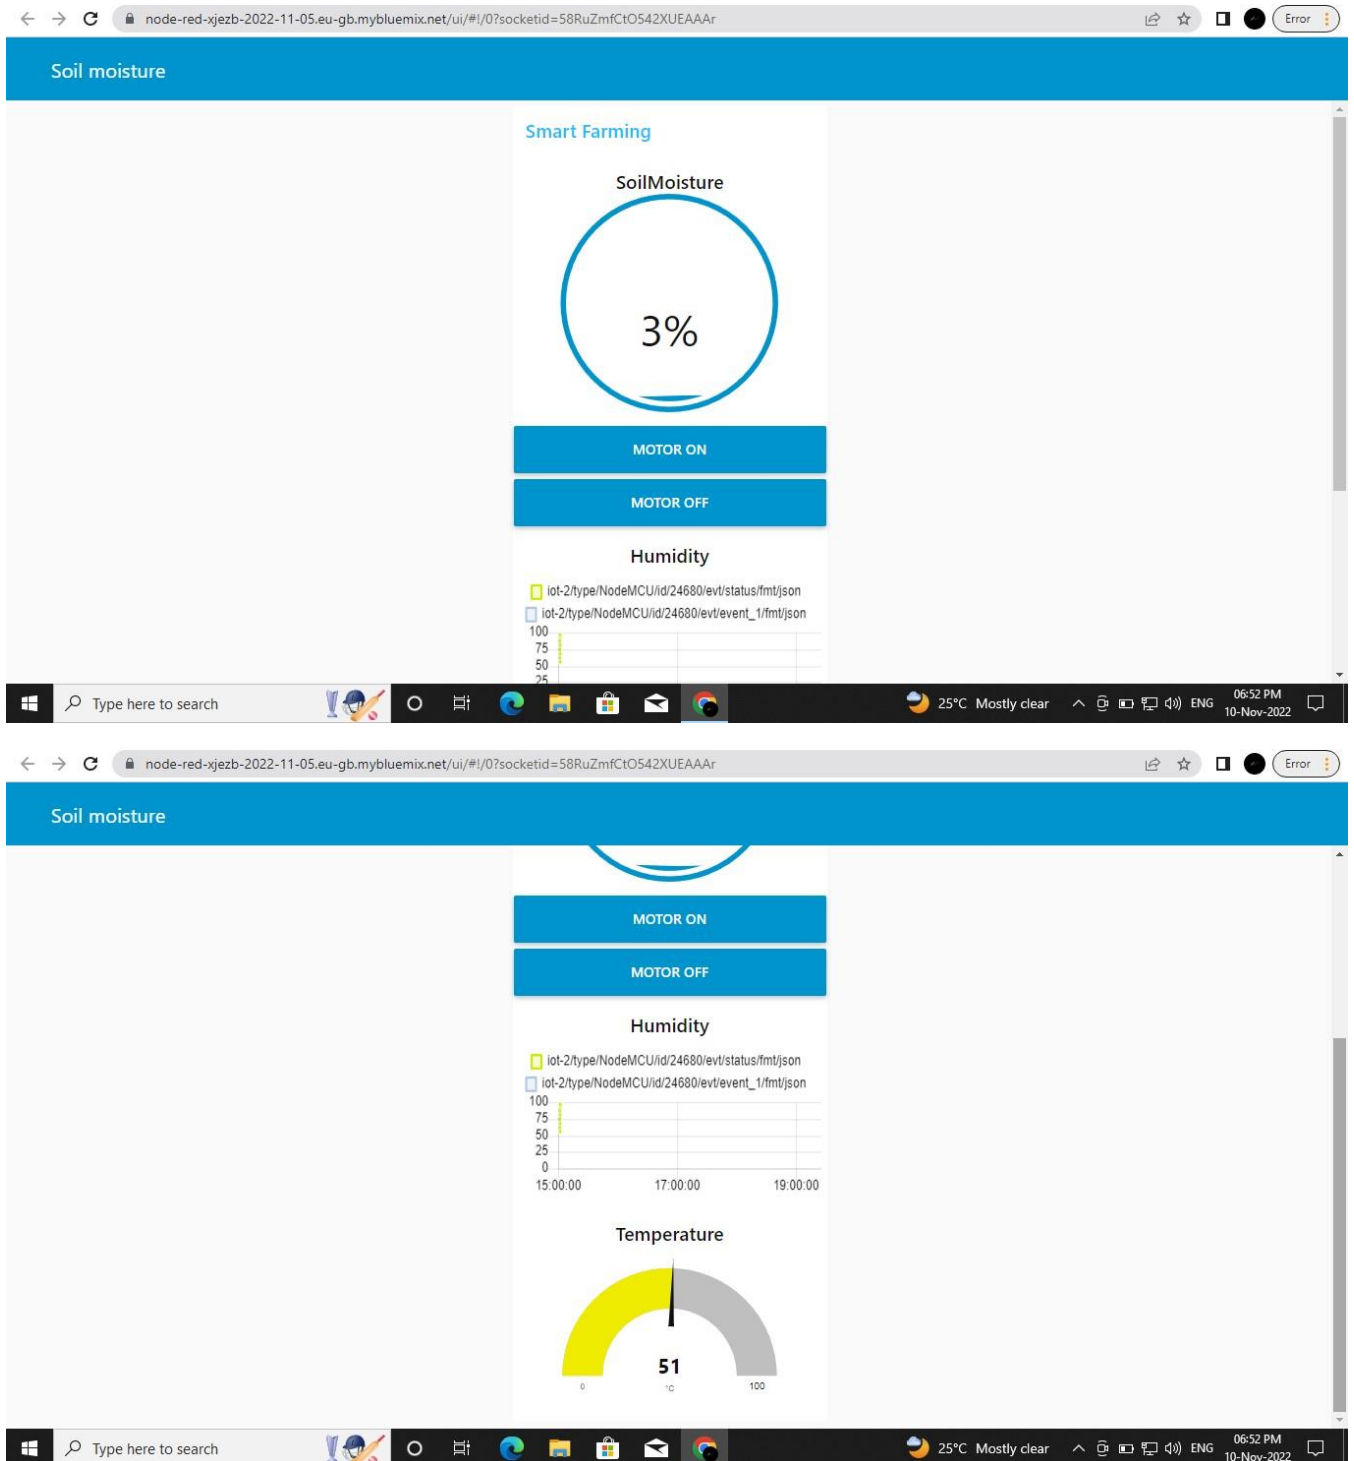 node-red-xjezb-2022-11-05.eu-gb.mybluemix.net/ui/#!/0?socketid=58RuZmfCtO542XUEAAAr
Error
Soil moisture
Smart Farming
SoilMoisture
3%
MOTOR ON
MOTOR OFF
Humidity
iot-2/type/NodeMCU/id/24680/evt/status/fmt/json
iot-2/type/NodeMCU/id/24680/evt/event_1/fmt/json
100
75
50
25
Type here to search
25°C Mostly clear
ENG
06:52 PM
10-Nov-2022
node-red-xjezb-2022-11-05.eu-gb.mybluemix.net/ui/#!/0?socketid=58RuZmfCtO542XUEAAAr
Error
Soil moisture
MOTOR ON
MOTOR OFF
Humidity
iot-2/type/NodeMCU/id/24680/evt/status/fmt/json
iot-2/type/NodeMCU/id/24680/evt/event_1/fmt/json
100
75
50
25
0
15:00:00 17:00:00 19:00:00
Temperature
51
0 °C 100
Type here to search
25°C Mostly clear
ENG
06:52 PM
10-Nov-2022